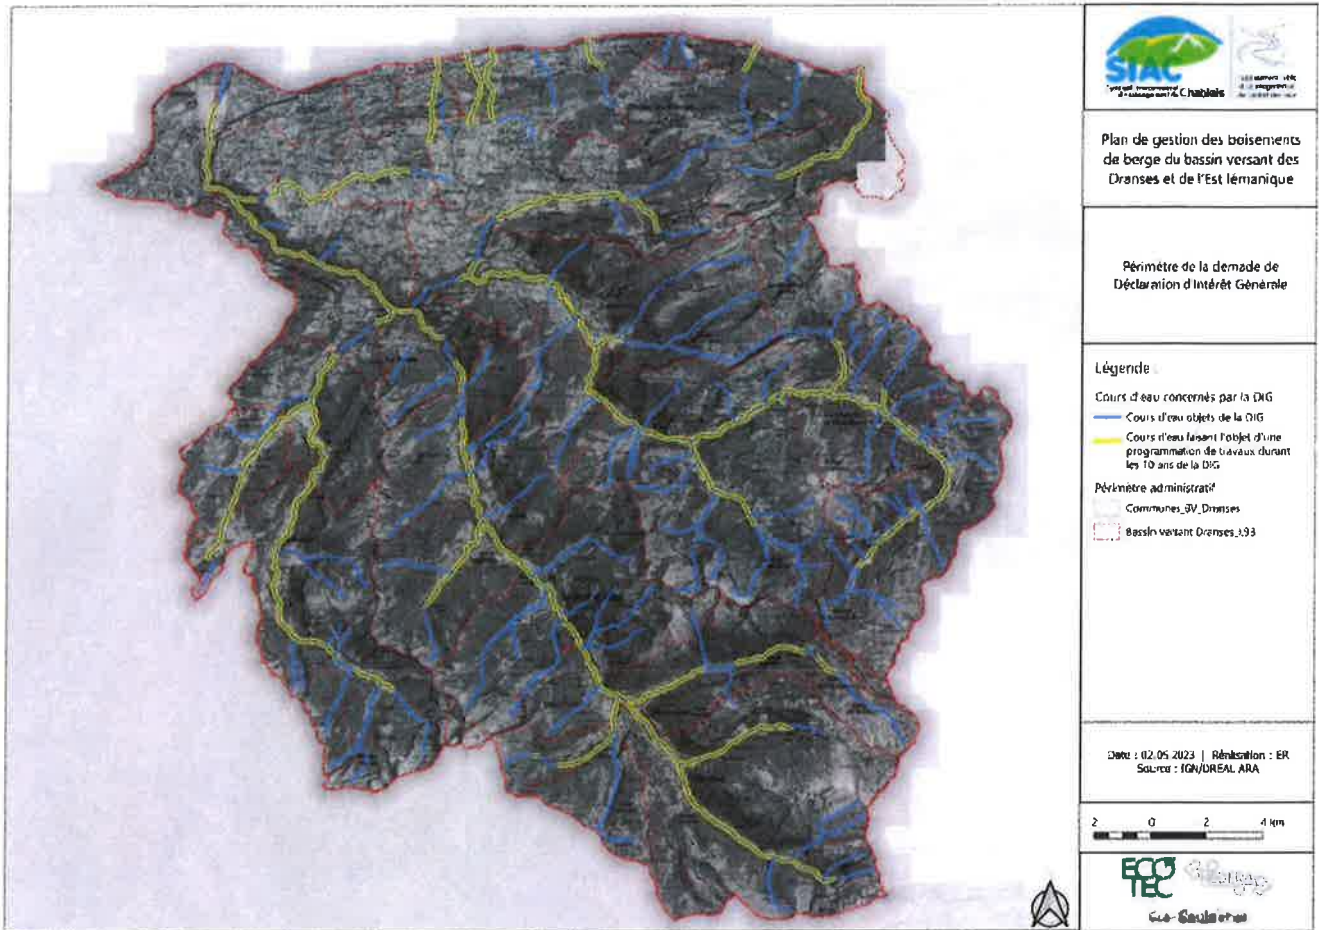 SIAC
Chablais
Plan de gestion des boisements
de berge du bassin versant des
Dranses et de l'Est lémanique
Périmètre de la demade de
Déclaration d'Intérêt Générale
Légende
Cours d'eau concernés par la DIG
Cours d'eau objets de la DIG
Cours d'eau faisant l'objet d'une
programmation de travaux durant
les 10 ans de la DIG
Périmètre administratif
Communes_BV_Dranses
Bassin versant Dranses_L93
Date : 02.05.2023 | Réalisation : ER
Source : IGN/DREAL ARA
2 0 2 4 km
ECO
TEC